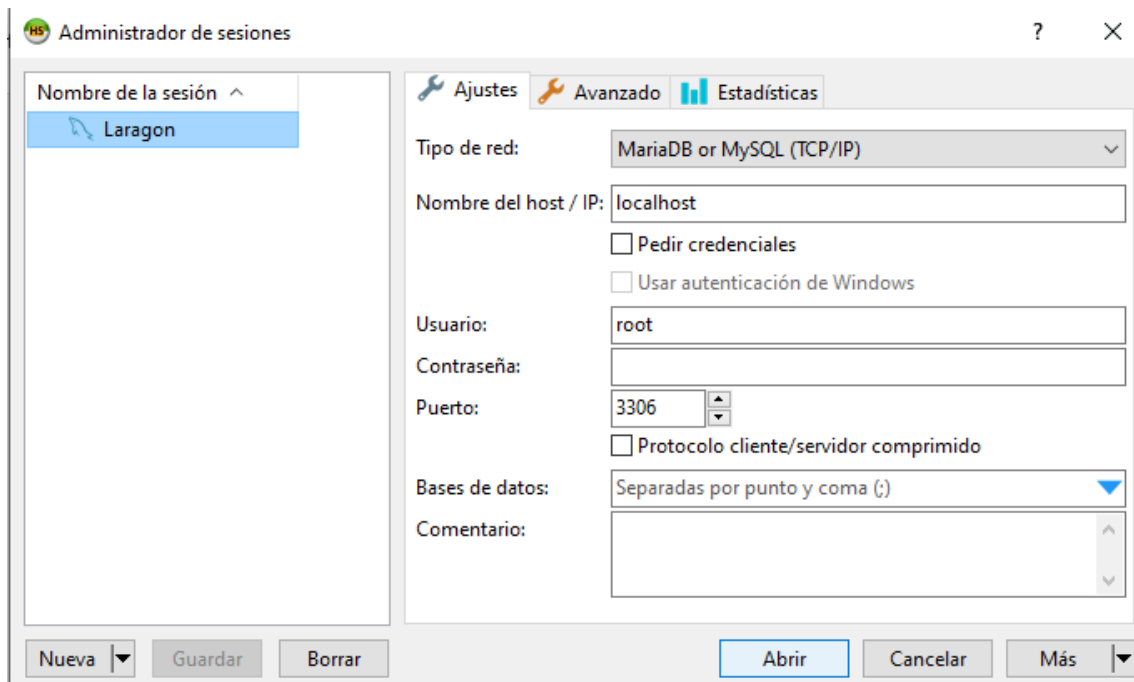 HS Administrador de sesiones ?
Nombre de la sesión
Laragon
Ajustes Avanzado Estadísticas
Tipo de red: MariaDB or MySQL (TCP/IP)
Nombre del host / IP: localhost
Pedir credenciales
Usar autenticación de Windows
Usuario: root
Contraseña:
Puerto: 3306
Protocolo cliente/servidor comprimido
Bases de datos: Separadas por punto y coma (;)
Comentario:
Nueva Guardar Borrar Abrir Cancelar Más